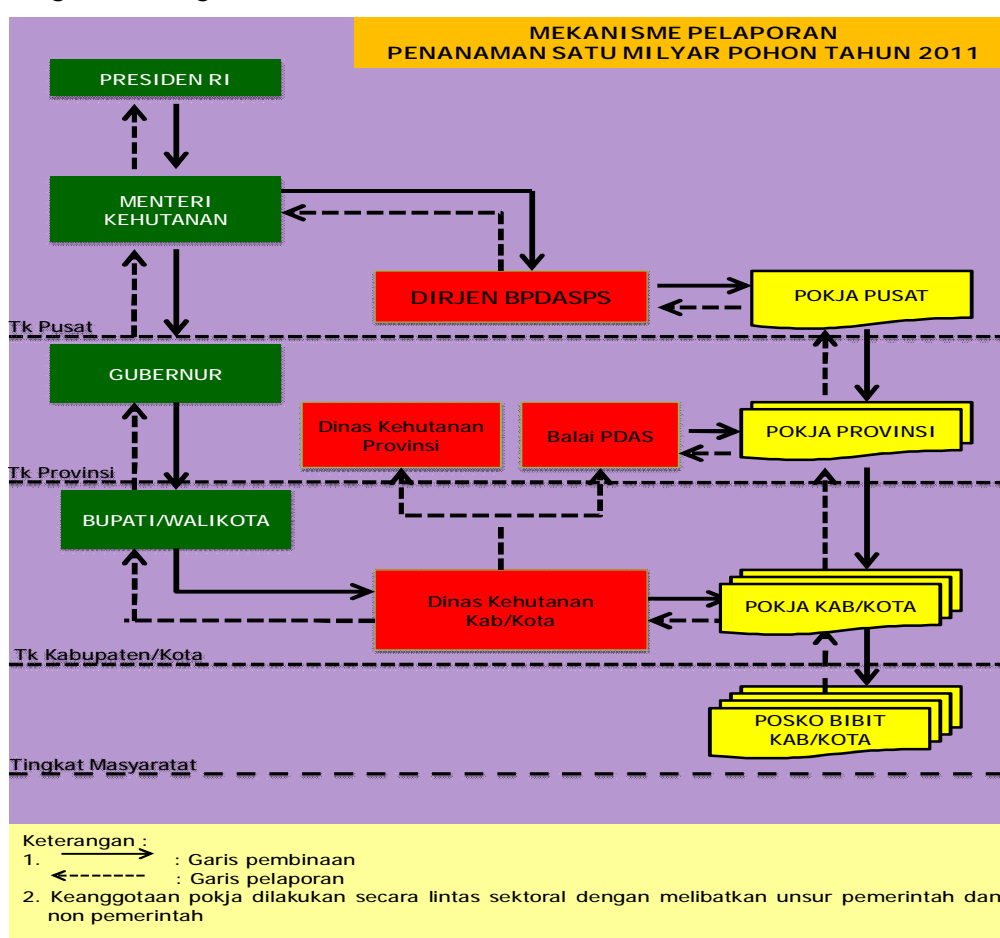 MEKANISME PELAPORAN
PENANAMAN SATU MILYAR POHON TAHUN 2011
PRESIDEN RI
MENTERI
KEHUTANAN
DIRJEN BPDASPS
POKJA PUSAT
Tk Pusat
GUBERNUR
Dinas Kehutanan
Provinsi
Balai PDAS
POKJA PROVINSI
Tk Provinsi
BUPATI/WALIKOTA
Dinas Kehutanan
Kab/Kota
POKJA KAB/KOTA
Tk Kabupaten/Kota
POSKO BIBIT
KAB/KOTA
Tingkat Masyaratat
Keterangan :
1. : Garis pembinaan
: Garis pelaporan
2. Keanggotaan pokja dilakukan secara lintas sektoral dengan melibatkan unsur pemerintah dan
non pemerintah